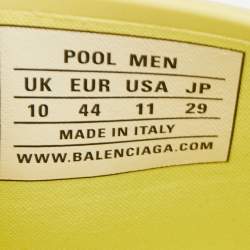 POOL MEN
UK EUR USA JP
10 44 11 29
MADE IN ITALY
WWW.BALENCIAGA.COM